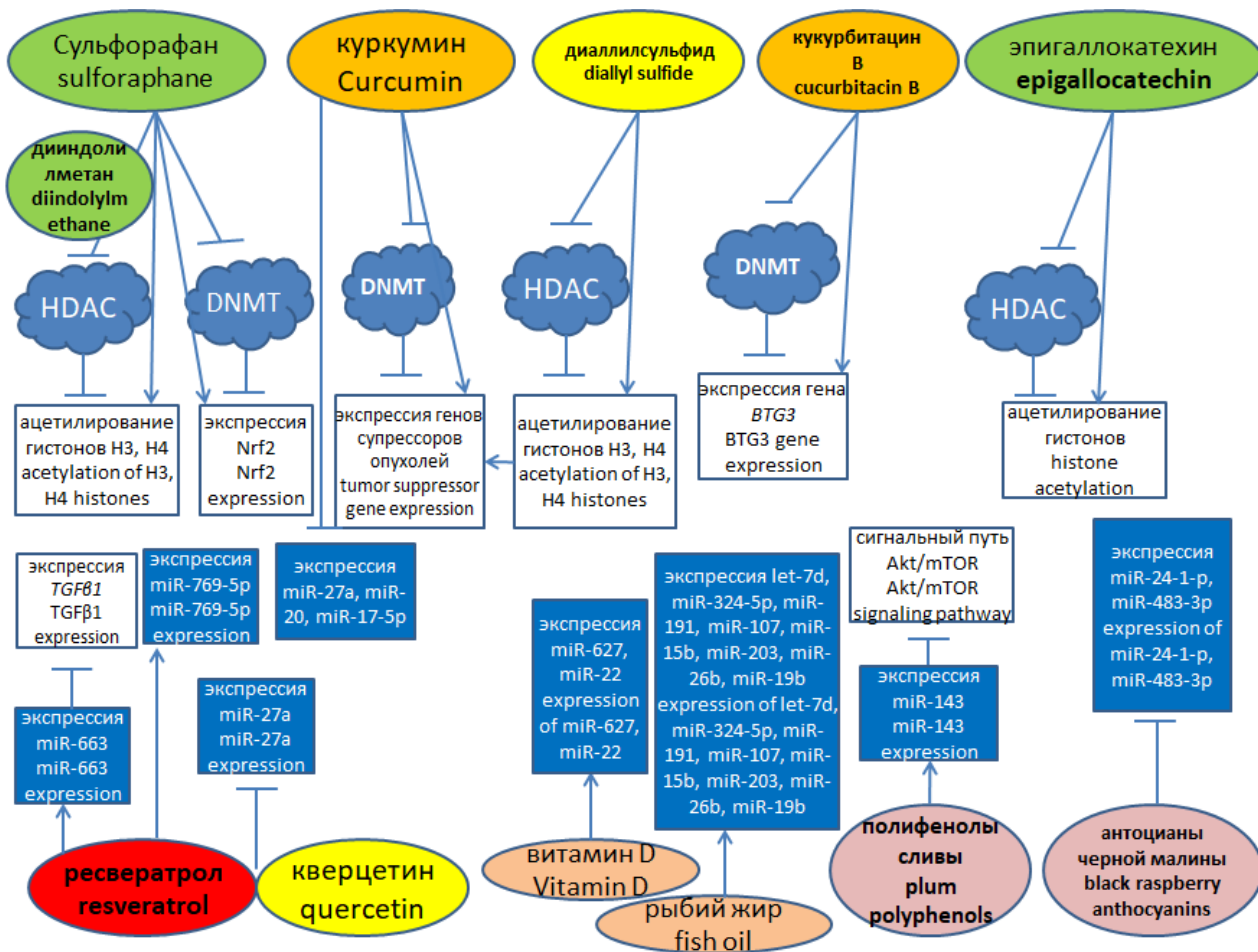 Сульфорафан
sulforaphane
куркумин
Curcumin
диаллилсульфид
diallyl sulfide
кукурбитацин
B
cucurbitacin B
эпигаллокатехин
epigallocatechin
дииндоли
лметан
diindolylm
ethane
HDAC
DNMT
DNMT
HDAC
DNMT
HDAC
ацетилирование
гистонов H3, H4
acetylation of H3,
H4 histones
экспрессия
Nrf2
Nrf2
expression
экспрессия генов
супрессоров
опухолей
tumor suppressor
gene expression
ацетилирование
гистонов H3, H4
acetylation of H3,
H4 histones
экспрессия гена
BTG3
BTG3 gene
expression
ацетилирование
гистонов
histone
acetylation
экспрессия
TGFβ1
TGFβ1
expression
экспрессия
miR-769-5p
miR-769-5p
expression
экспрессия
miR-27a, miR-
20, miR-17-5p
экспрессия
miR-627,
miR-22
expression
of miR-627,
miR-22
экспрессия let-7d,
miR-324-5p, miR-
191, miR-107, miR-
15b, miR-203, miR-
26b, miR-19b
expression of let-7d,
miR-324-5p, miR-
191, miR-107, miR-
15b, miR-203, miR-
26b, miR-19b
сигнальный путь
Akt/mTOR
Akt/mTOR
signaling pathway
экспрессия
miR-24-1-p,
miR-483-3p
expression of
miR-24-1-p,
miR-483-3p
экспрессия
miR-663
miR-663
expression
экспрессия
miR-27a
miR-27a
expression
экспрессия
miR-143
miR-143
expression
ресвератрол
resveratrol
кверцетин
quercetin
витамин D
Vitamin D
рыбий жир
fish oil
полифенолы
сливы
plum
polyphenols
антоцианы
черной малины
black raspberry
anthocyanins